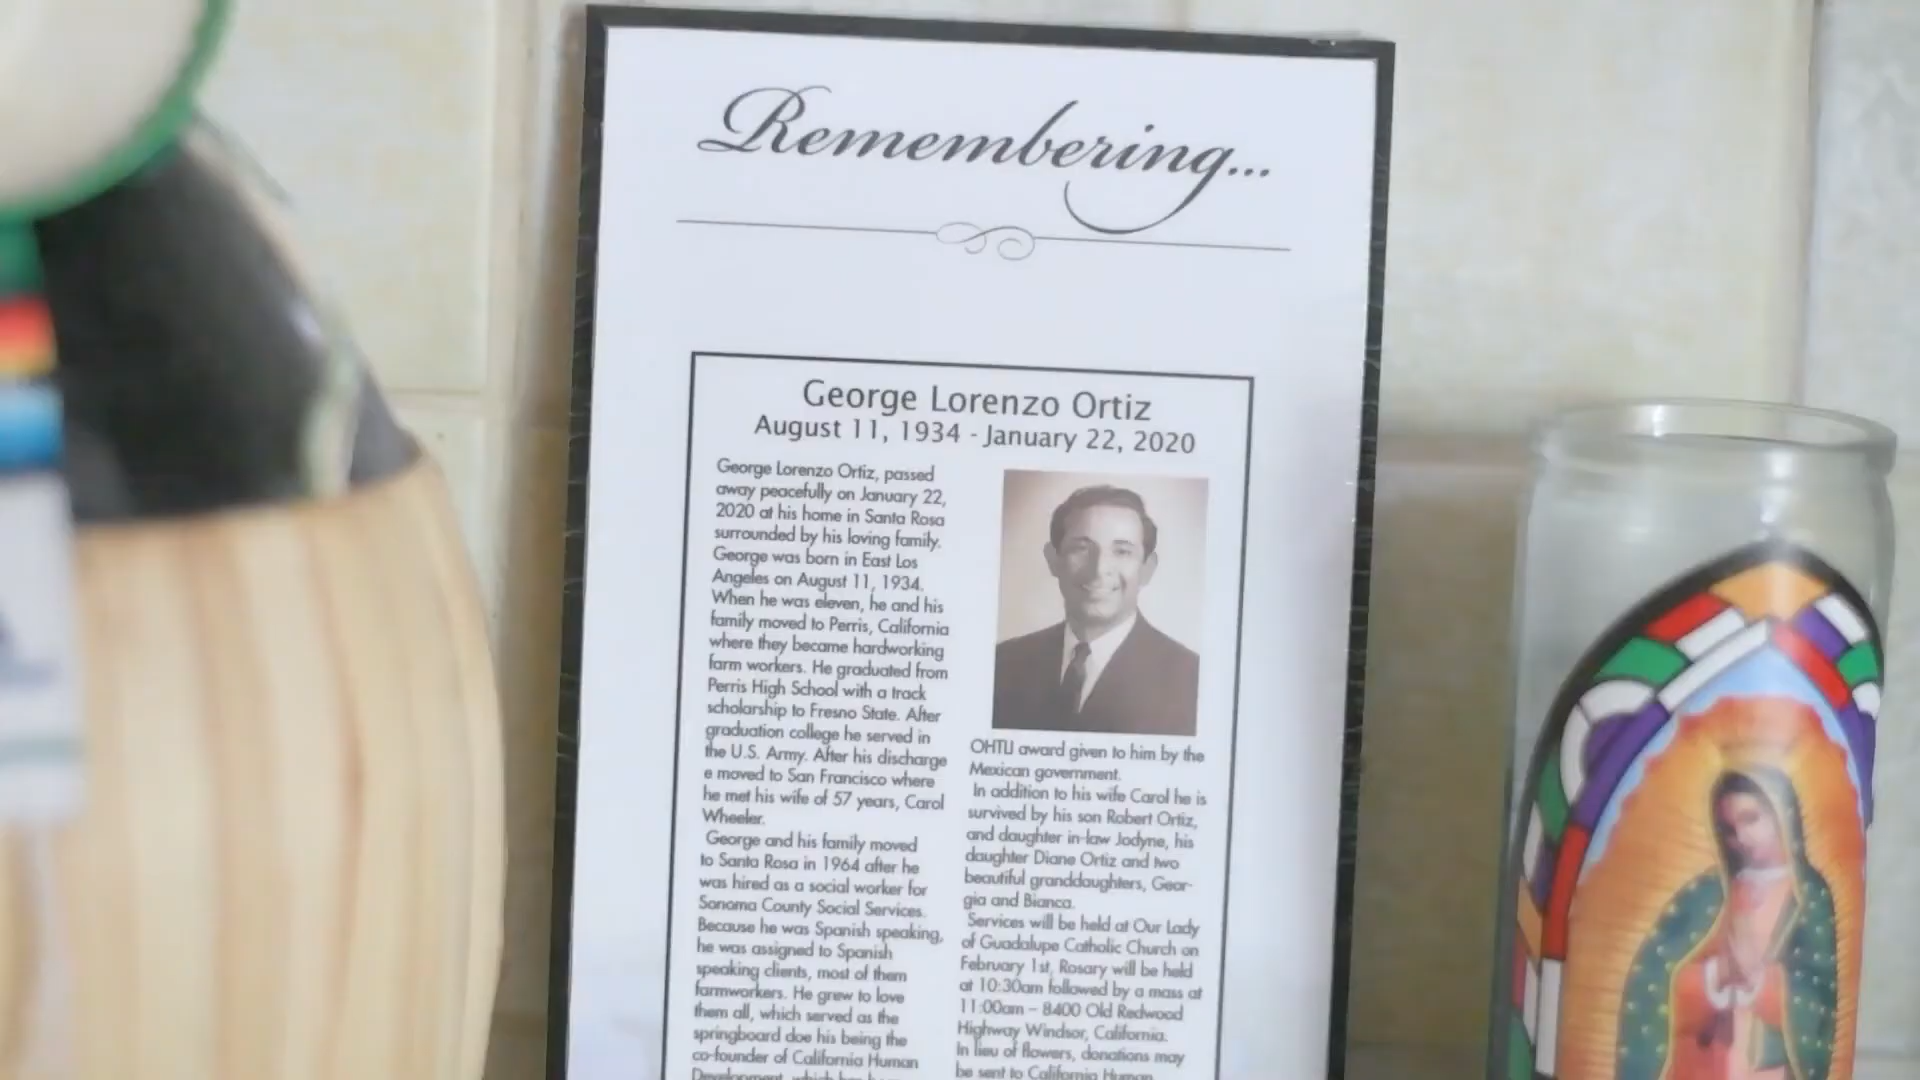 Remembering...
George Lorenzo Ortiz
August 11, 1934 - January 22, 2020
George Lorenzo Ortiz, passed
away peacefully on January 22,
2020 at his home in Santa Rosa
surrounded by his loving family.
George was born in East Los
Angeles on August 11, 1934.
When he was eleven, he and his
family moved to Perris, California
where they became hardworking
farm workers. He graduated from
Perris High School with a track
scholarship to Fresno State. After
graduation college he served in
the U.S. Army. After his discharge
e moved to San Francisco where
he met his wife of 57 years, Carol
Wheeler.
George and his family moved
to Santa Rosa in 1964 after he
was hired as a social worker for
Sonoma County Social Services.
Because he was Spanish speaking,
he was assigned to Spanish
speaking clients, most of them
farmworkers. He grew to love
them all, which served as the
springboard doe his being the
co-founder of California Human
Development, which has
OHTLI award given to him by the
Mexican government.
In addition to his wife Carol he is
survived by his son Robert Ortiz,
and daughter in-law Jodyne, his
daughter Diane Ortiz and two
beautiful granddaughters, Geor-
gia and Bianca.
Services will be held at Our Lady
of Guadalupe Catholic Church on
February 1st, Rosary will be held
at 10:30am followed by a mass at
11:00am – 8400 Old Redwood
Highway Windsor, California.
In lieu of flowers, donations may
be sent to California Human